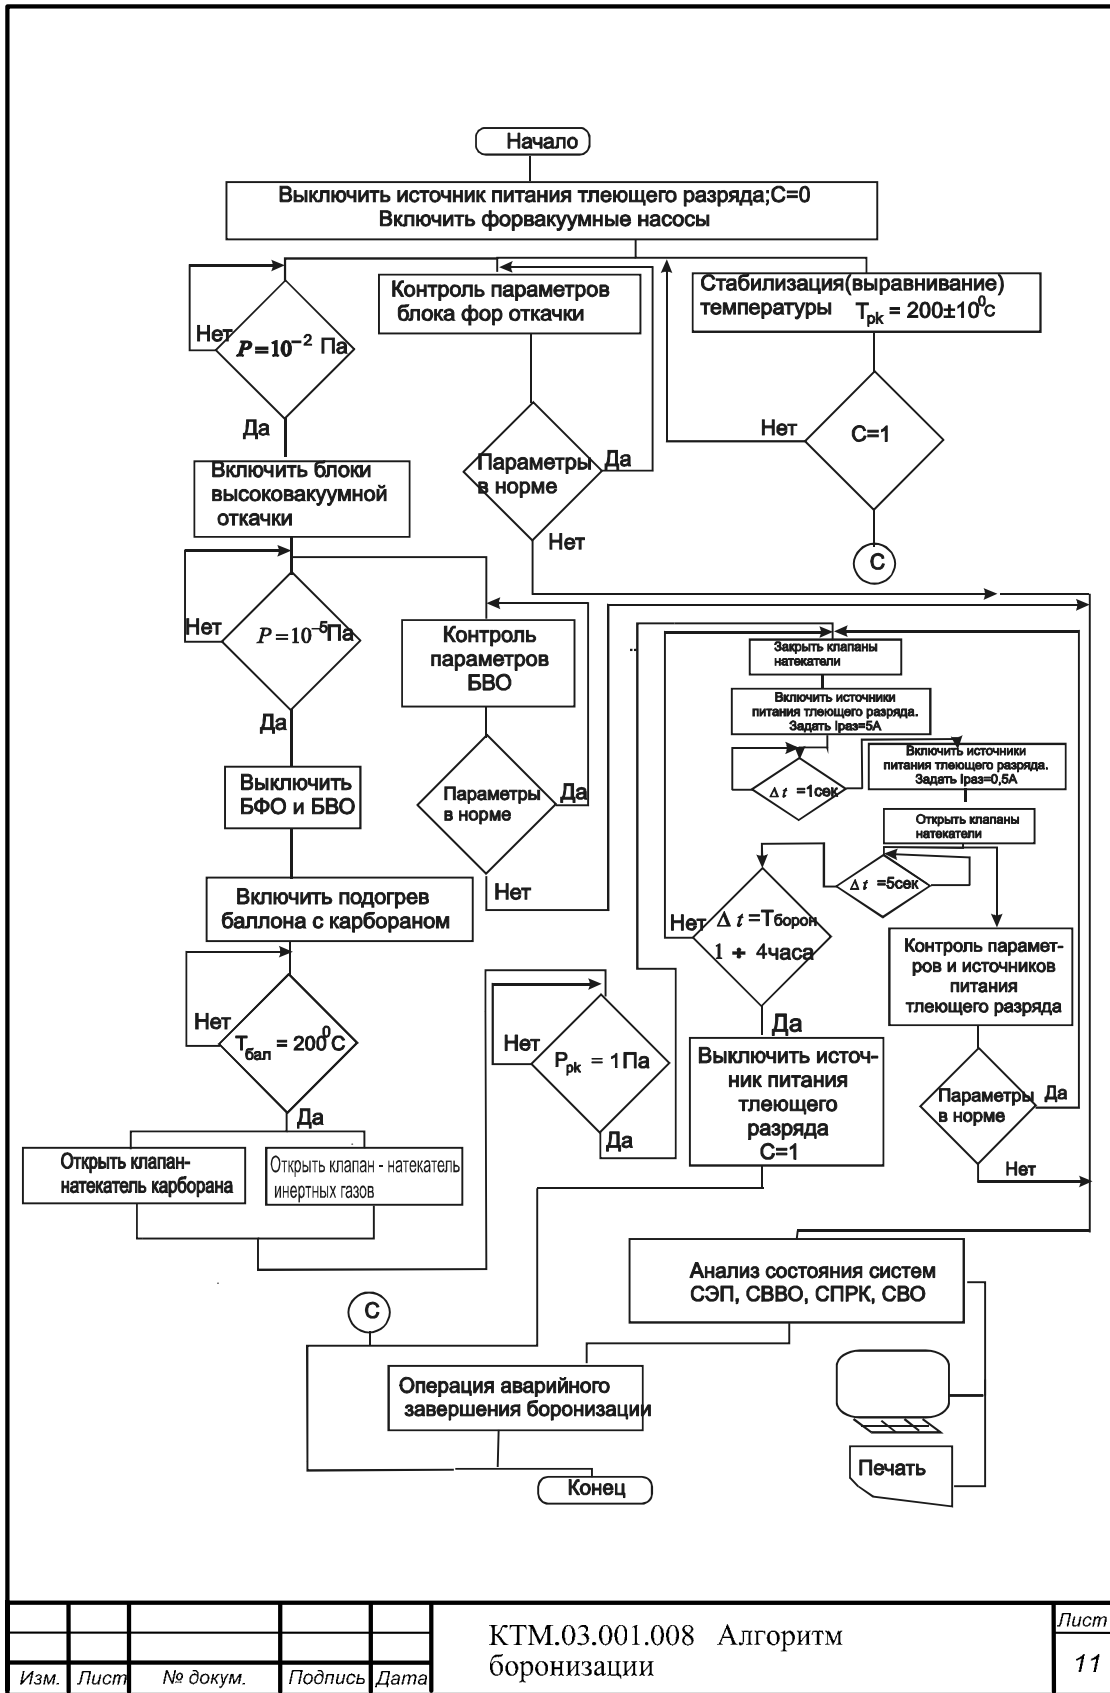 Начало
Выключить источник питания тлеющего разряда;С=0
Включить форвакуумные насосы
Нет
P=10⁻² Па
Да
Контроль параметров
блока фор откачки
Стабилизация(выравнивание)
температуры Tpk = 200±10⁰С
Параметры
в норме
Да
Нет
Нет
С=1
С
Включить блоки
высоковакуумной
откачки
Нет
P=10⁻⁵Па
Да
Контроль
параметров
БВО
Параметры
в норме
Да
Нет
Выключить
БФО и БВО
Включить подогрев
баллона с карбораном
Нет
Tбал = 200⁰С
Да
Открыть клапан-
натекатель карборана
Открыть клапан - натекатель
инертных газов
Нет
Ppk = 1Па
Да
Закрыть клапаны
натекатели
Включить источники
питания тлеющего разряда.
Задать Iраз=5А
Δ t =1сек
Включить источники
питания тлеющего разряда.
Задать Iраз=0,5А
Открыть клапаны
натекатели
Δ t =5сек
Нет
Δ t =Tборон
1 + 4часа
Да
Контроль парамет-
ров и источников
питания
тлеющего разряда
Параметры
в норме
Да
Нет
Выключить источ-
ник питания
тлеющего
разряда
С=1
Анализ состояния систем
СЭП, СВВО, СПРК, СВО
С
Операция аварийного
завершения боронизации
Печать
Конец
КТМ.03.001.008 Алгоритм
боронизации
Лист
11
Изм. Лист № докум. Подпись Дата